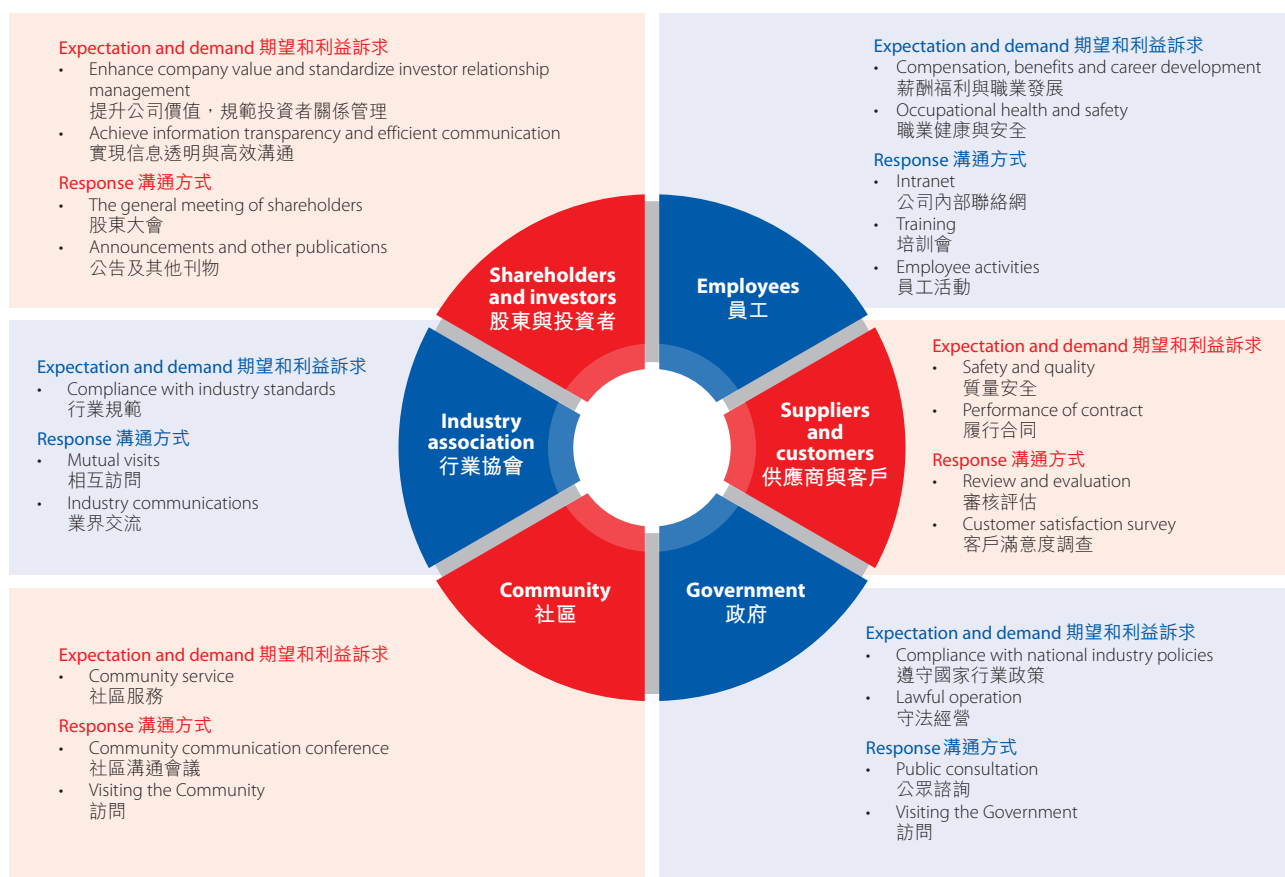 Expectation and demand 期望和利益訴求
• Enhance company value and standardize investor relationship
management
提升公司價值，規範投資者關係管理
• Achieve information transparency and efficient communication
實現信息透明與高效溝通
Response 溝通方式
• The general meeting of shareholders
股東大會
• Announcements and other publications
公告及其他刊物
Shareholders
and investors
股東與投資者
Expectation and demand 期望和利益訴求
• Compensation, benefits and career development
薪酬福利與職業發展
• Occupational health and safety
職業健康與安全
Response 溝通方式
• Intranet
公司內部聯絡網
• Training
培訓會
• Employee activities
員工活動
Employees
員工
Expectation and demand 期望和利益訴求
• Compliance with industry standards
行業規範
Response 溝通方式
• Mutual visits
相互訪問
• Industry communications
業界交流
Industry
association
行業協會
Suppliers
and
customers
供應商與客戶
Expectation and demand 期望和利益訴求
• Safety and quality
質量安全
• Performance of contract
履行合同
Response 溝通方式
• Review and evaluation
審核評估
• Customer satisfaction survey
客戶滿意度調查
Community
社區
Expectation and demand 期望和利益訴求
• Community service
社區服務
Response 溝通方式
• Community communication conference
社區溝通會議
• Visiting the Community
訪問
Government
政府
Expectation and demand 期望和利益訴求
• Compliance with national industry policies
遵守國家行業政策
• Lawful operation
守法經營
Response 溝通方式
• Public consultation
公眾諮詢
• Visiting the Government
訪問